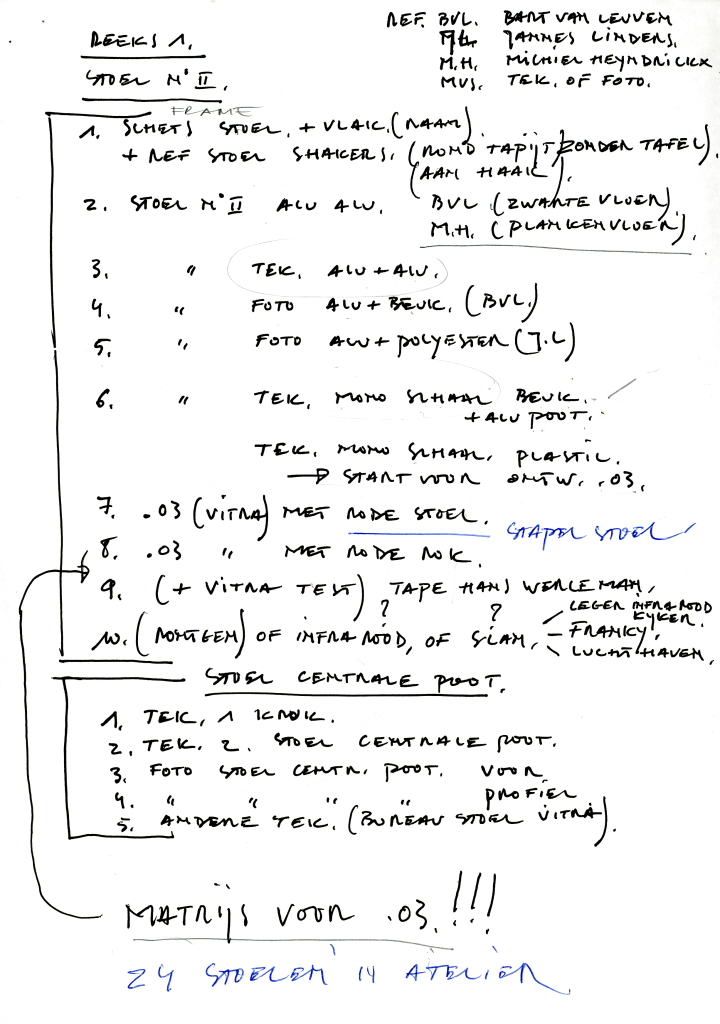 REF. BVL. BART VAN LEUVEN
REEKS 1.
J.L. JANNES LINDERS.
M.H. MICHIEL HEYNDRICKX
STOEL N° II.
MVS. TEK. OF FOTO.
FRAME
1. SCHETS STOEL. + VLAK. (RAAM)
+ REF STOEL SHAKERS. (ROND TAPIJT ZONDER TAFEL).
(AAN HAAK).
2. STOEL N° II ALU ALU. BVL (ZWARTE VLOER)
M.H. (PLANKENVLOER).
3. " TEK. ALU + ALU.
4. " FOTO ALU + BEUK. (BVL.)
5. " FOTO ALU + POLYESTER (J.L)
6. " TEK. MONO SCHAAL BEUK.
+ ALU POOT.
TEK. MONO SCHAAL. PLASTIC.
→ START VOOR ONTW. .03.
7. .03 (VITRA) MET RODE STOEL. STAPEL STOEL
8. .03 " MET RODE ROK.
9. (+ VITRA TEST) TAPE HANS WERLEMAN,
? ? LEGER INFRAROOD KYKER.
10. (RONTGEN) OF INFRAROOD, OF SCAN, – FRANKY,
LUCHTHAVEN,
STOEL CENTRALE POOT.
1. TEK, 1 KRUK.
2. TEK. 2. STOEL CENTRALE POOT.
3. FOTO STOEL CENTR. POOT. VOOR
4. " " " " PROFIEL
5. ANDERE TEK. (BUREAU STOEL VITRA).
MATRIJS VOOR .03. !!!
24 STOELEN IN ATELIER